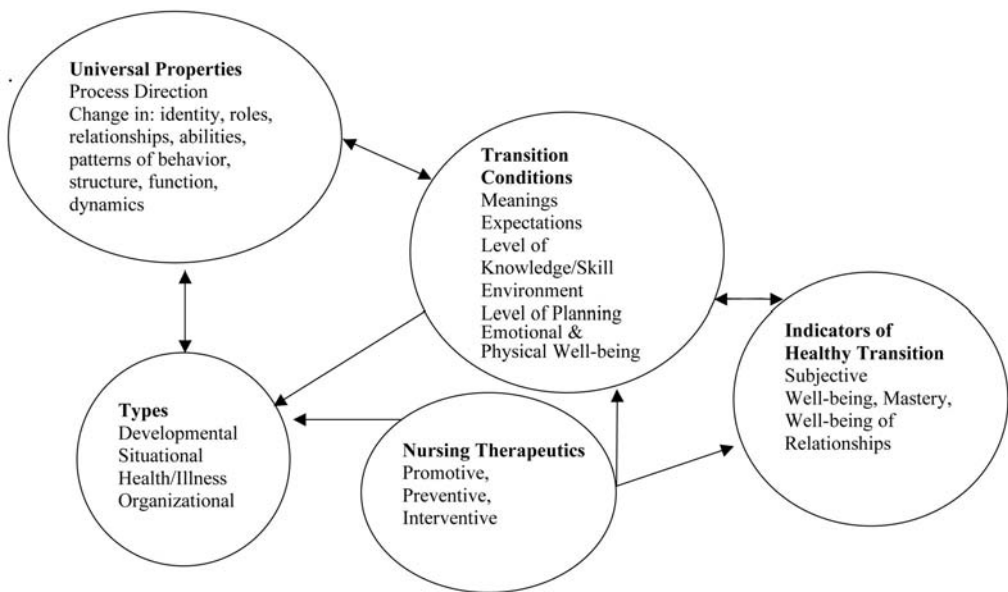 Universal Properties
Process Direction
Change in: identity, roles,
relationships, abilities,
patterns of behavior,
structure, function,
dynamics
Transition
Conditions
Meanings
Expectations
Level of
Knowledge/Skill
Environment
Level of Planning
Emotional &
Physical Well-being
Indicators of
Healthy Transition
Subjective
Well-being, Mastery,
Well-being of
Relationships
Types
Developmental
Situational
Health/Illness
Organizational
Nursing Therapeutics
Promotive,
Preventive,
Interventive